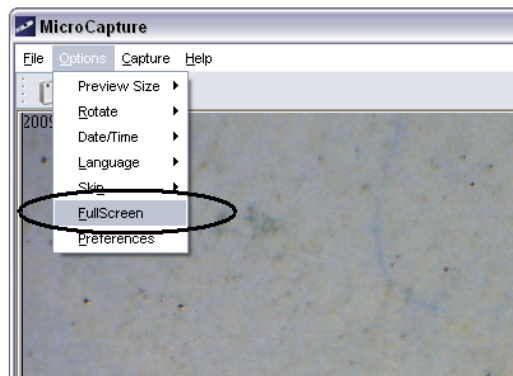 MicroCapture
File Options Capture Help
Preview Size
Rotate
Date/Time
Language
Skin
FullScreen
Preferences
2009